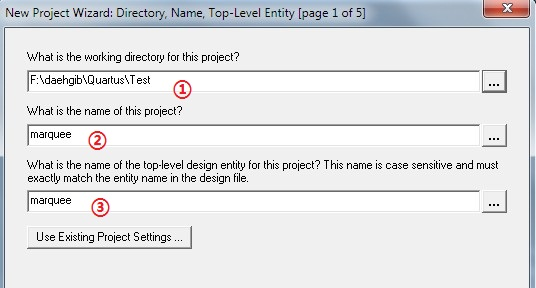 New Project Wizard: Directory, Name, Top-Level Entity [page 1 of 5]
What is the working directory for this project?
F:\daehgib\Quartus\Test
①
...
What is the name of this project?
marquee
②
...
What is the name of the top-level design entity for this project? This name is case sensitive and must
exactly match the entity name in the design file.
marquee
③
...
Use Existing Project Settings ...